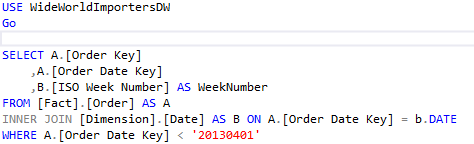 USE WideWorldImportersDW
Go
SELECT A.[Order Key]
,A.[Order Date Key]
,B.[ISO Week Number] AS WeekNumber
FROM [Fact].[Order] AS A
INNER JOIN [Dimension].[Date] AS B ON A.[Order Date Key] = b.DATE
WHERE A.[Order Date Key] < '20130401'